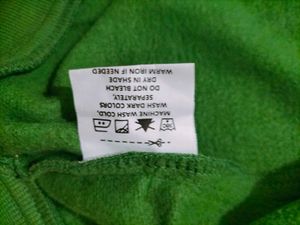 MACHINE WASH COLD,
WASH DARK COLORS
SEPARATELY,
DO NOT BLEACH
DRY IN SHADE
WARM IRON IF NEEDED